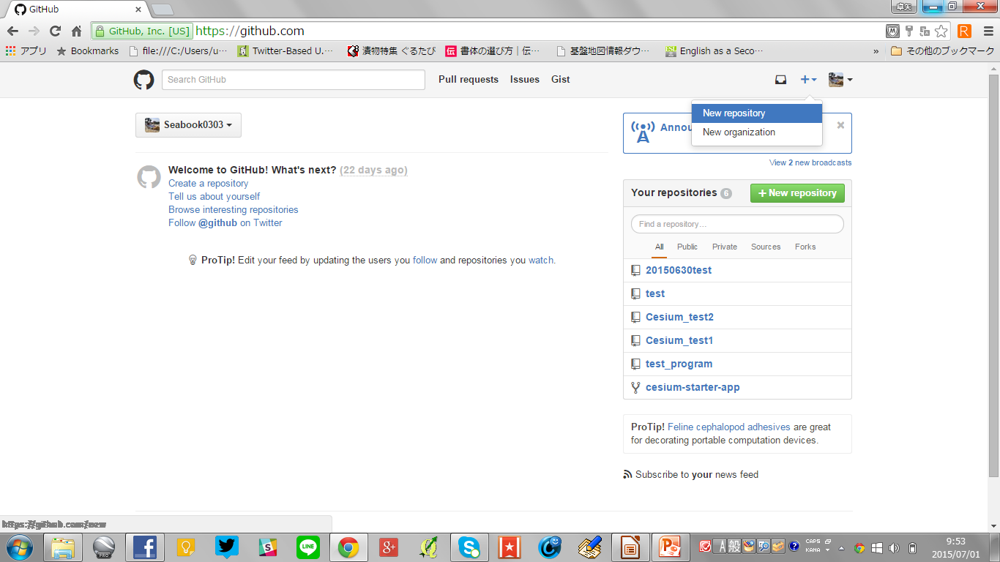 GitHub
卓矢
GitHub, Inc. [US] https://github.com
アプリ Bookmarks file:///C:/Users/u… Twitter-Based U.… 漬物特集 ぐるたび 書体の選び方｜伝… 基盤地図情報ダウ… English as a Seco… » その他のブックマーク
Search GitHub Pull requests Issues Gist
New repository
New organization
Seabook0303
Annou
View 2 new broadcasts
Welcome to GitHub! What's next? (22 days ago)
Create a repository
Tell us about yourself
Browse interesting repositories
Follow @github on Twitter
ProTip! Edit your feed by updating the users you follow and repositories you watch.
Your repositories 6 New repository
Find a repository…
All Public Private Sources Forks
20150630test
test
Cesium_test2
Cesium_test1
test_program
cesium-starter-app
ProTip! Feline cephalopod adhesives are great
for decorating portable computation devices.
Subscribe to your news feed
https://github.com/new
PRO
LINE
A 般
CAPS
KANA
9:53
2015/07/01